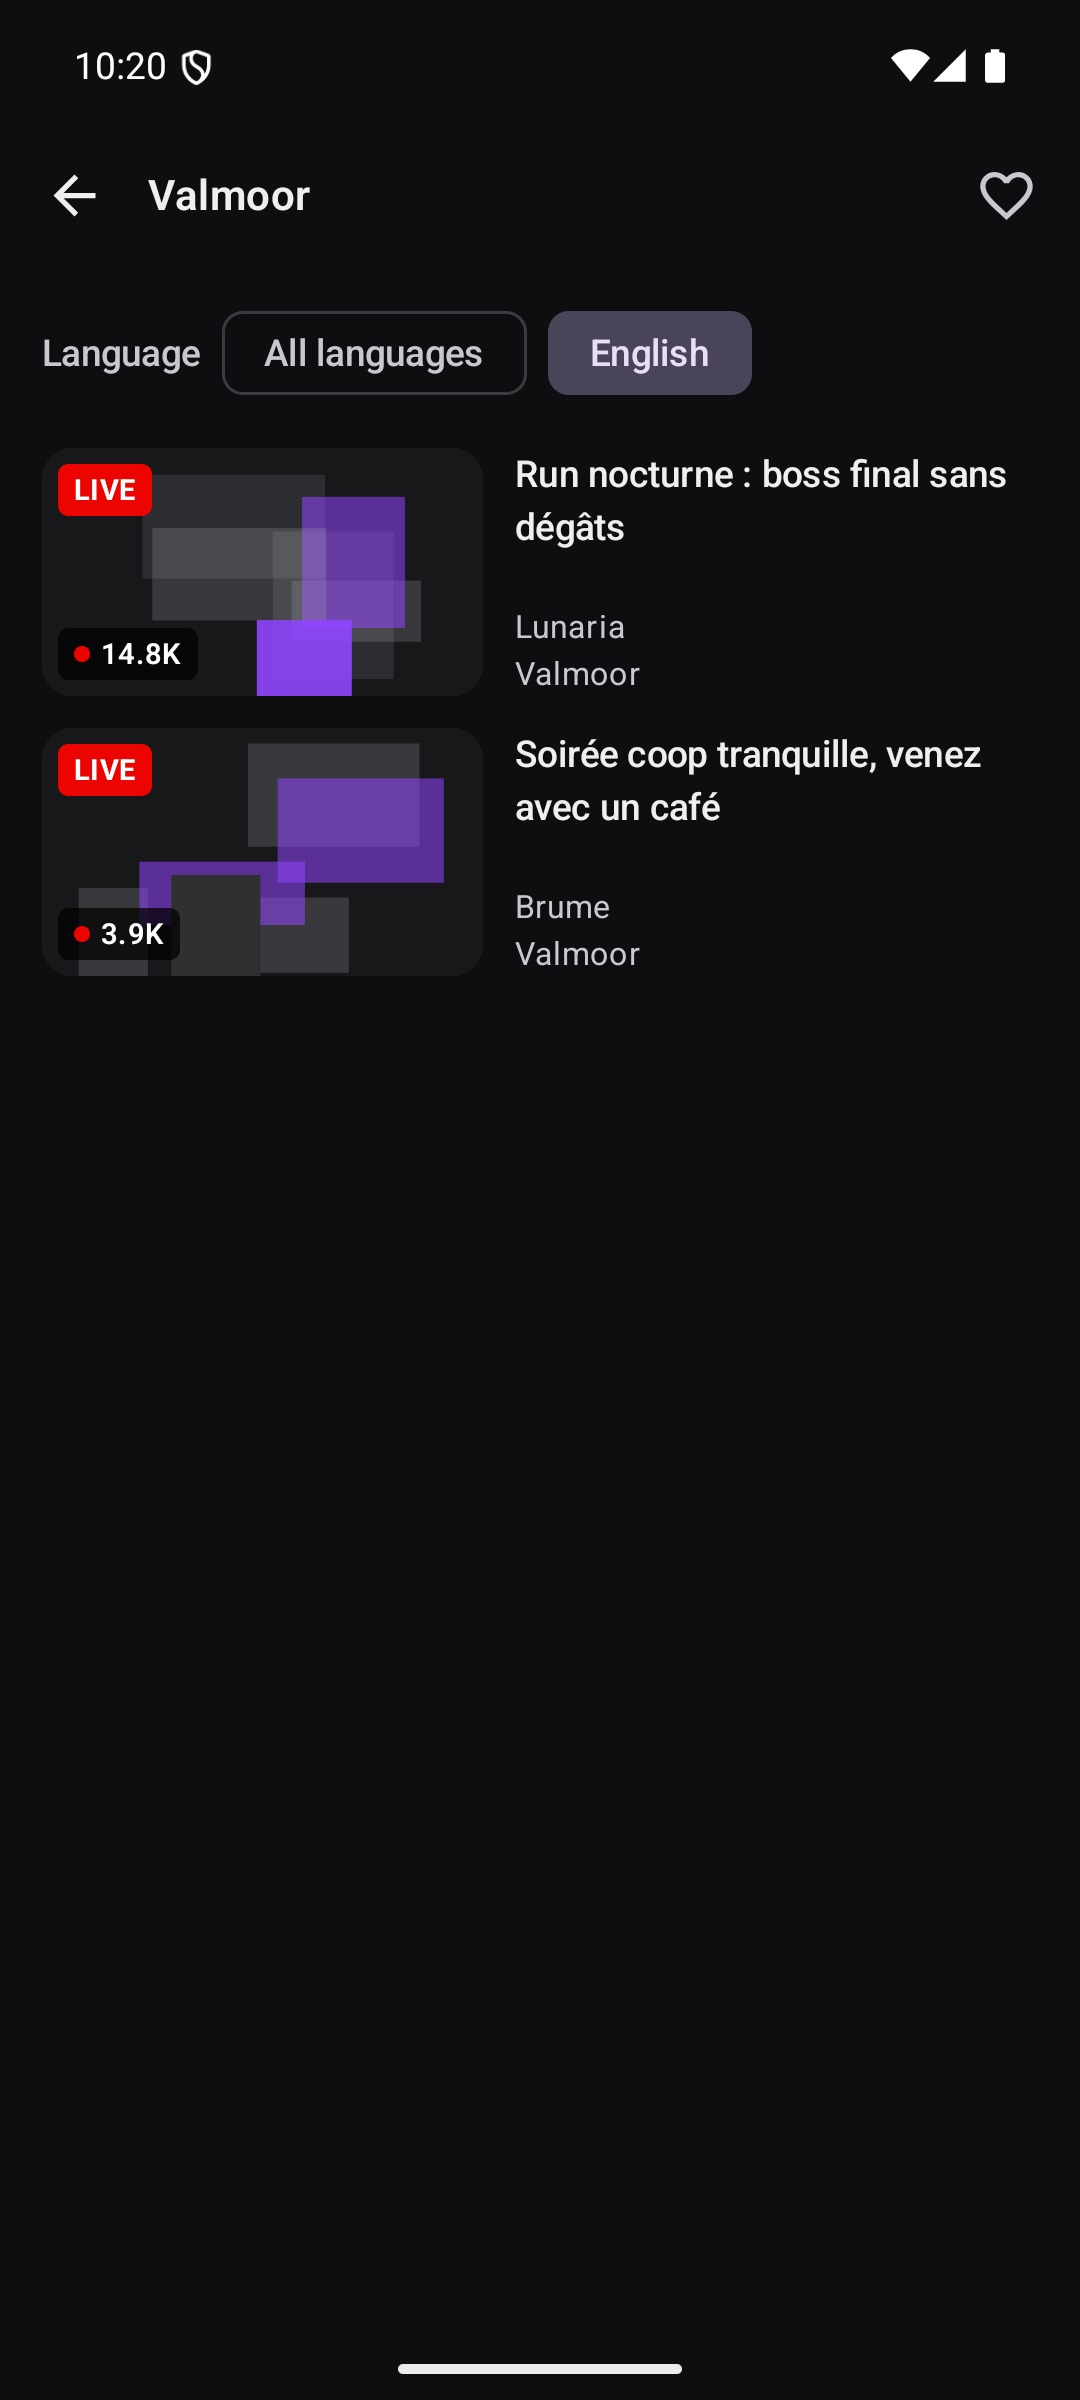 10:20
Valmoor
Language
All languages
English
LIVE
14.8K
Run nocturne : boss final sans
dégâts
Lunaria
Valmoor
LIVE
3.9K
Soirée coop tranquille, venez
avec un café
Brume
Valmoor